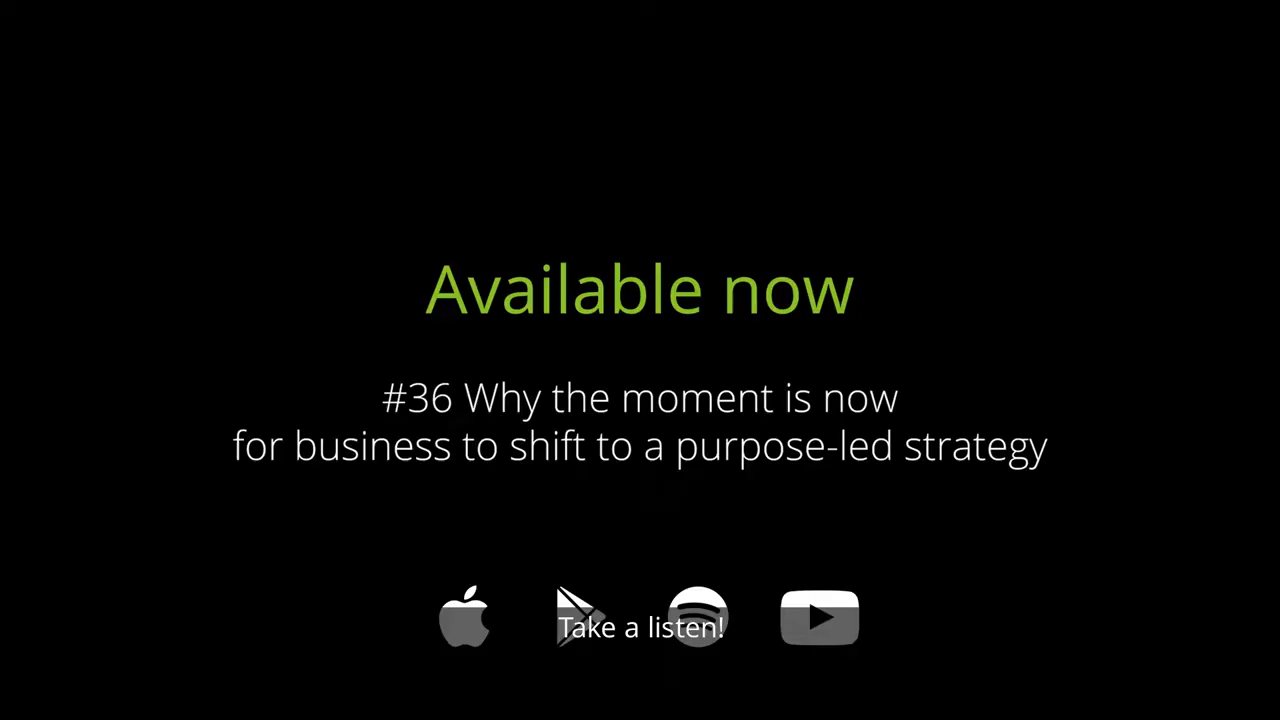 Available now
#36 Why the moment is now
for business to shift to a purpose-led strategy
Take a listen!